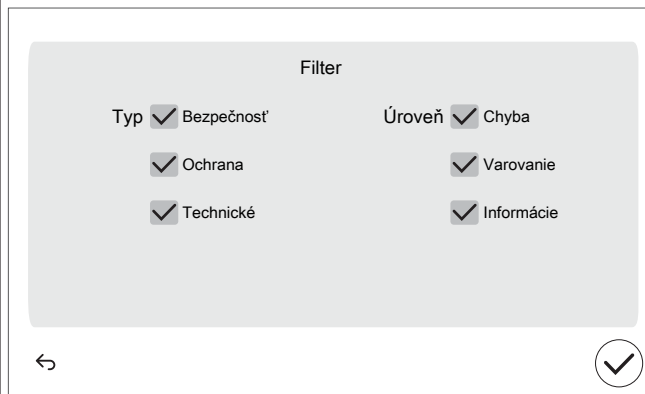 Filter
Typ Bezpečnosť Úroveň Chyba
Ochrana Varovanie
Technické Informácie